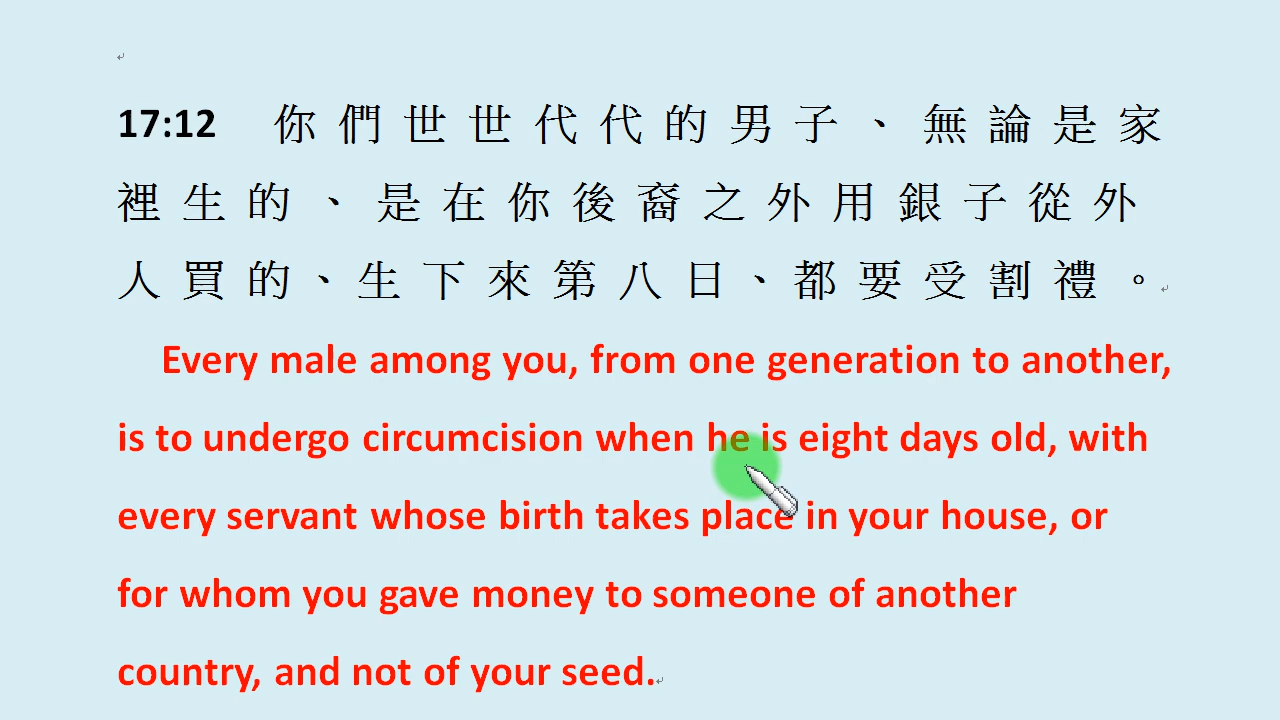 17:12 你們世世代代的男子、無論是家
裡生的、是在你後裔之外用銀子從外
人買的、生下來第八日、都要受割禮。
Every male among you, from one generation to another,
is to undergo circumcision when he is eight days old, with
every servant whose birth takes place in your house, or
for whom you gave money to someone of another
country, and not of your seed.